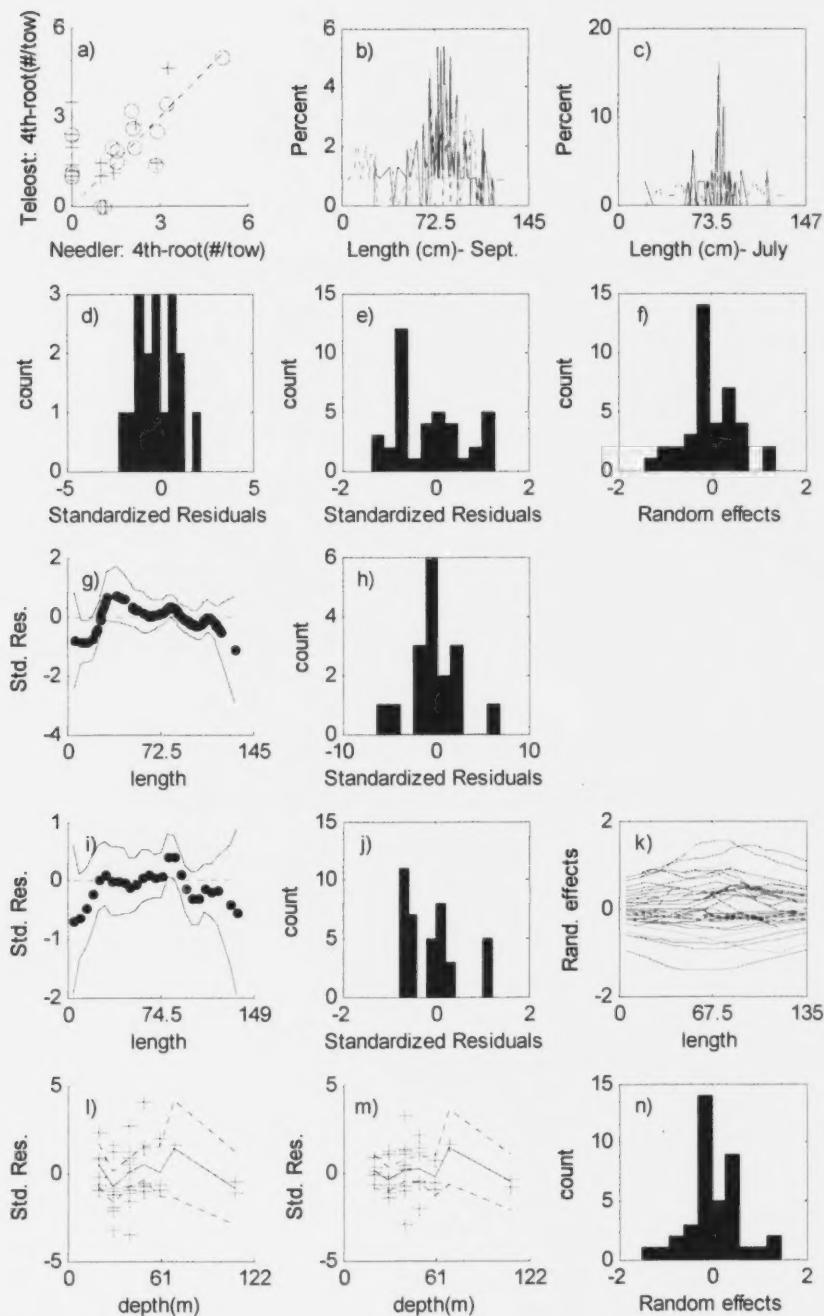 a)
6
3
0
0 3 6
Teleost: 4th-root(#/tow)
Needler: 4th-root(#/tow)
b)
6
4
2
0
0 72.5 145
Percent
Length (cm)- Sept.
c)
20
10
0
0 73.5 147
Percent
Length (cm)- July
d)
3
2
1
0
-5 0 5
count
Standardized Residuals
e)
15
10
5
0
-2 0 2
count
Standardized Residuals
f)
15
10
5
0
-2 0 2
count
Random effects
g)
2
0
-2
-4
0 72.5 145
Std. Res.
length
h)
6
4
2
0
-10 0 10
count
Standardized Residuals
i)
1
0
-1
-2
0 74.5 149
Std. Res.
length
j)
15
10
5
0
-2 0 2
count
Standardized Residuals
k)
2
0
-2
0 67.5 135
Rand. effects
length
l)
5
0
-5
0 61 122
Std. Res.
depth(m)
m)
5
0
-5
0 61 122
Std. Res.
depth(m)
n)
15
10
5
0
-2 0 2
count
Random effects